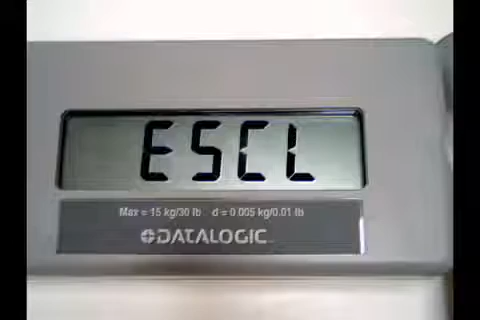 ESCL
Max = 15 kg/30 lb d = 0.005 kg/0.01 lb
DATALOGIC